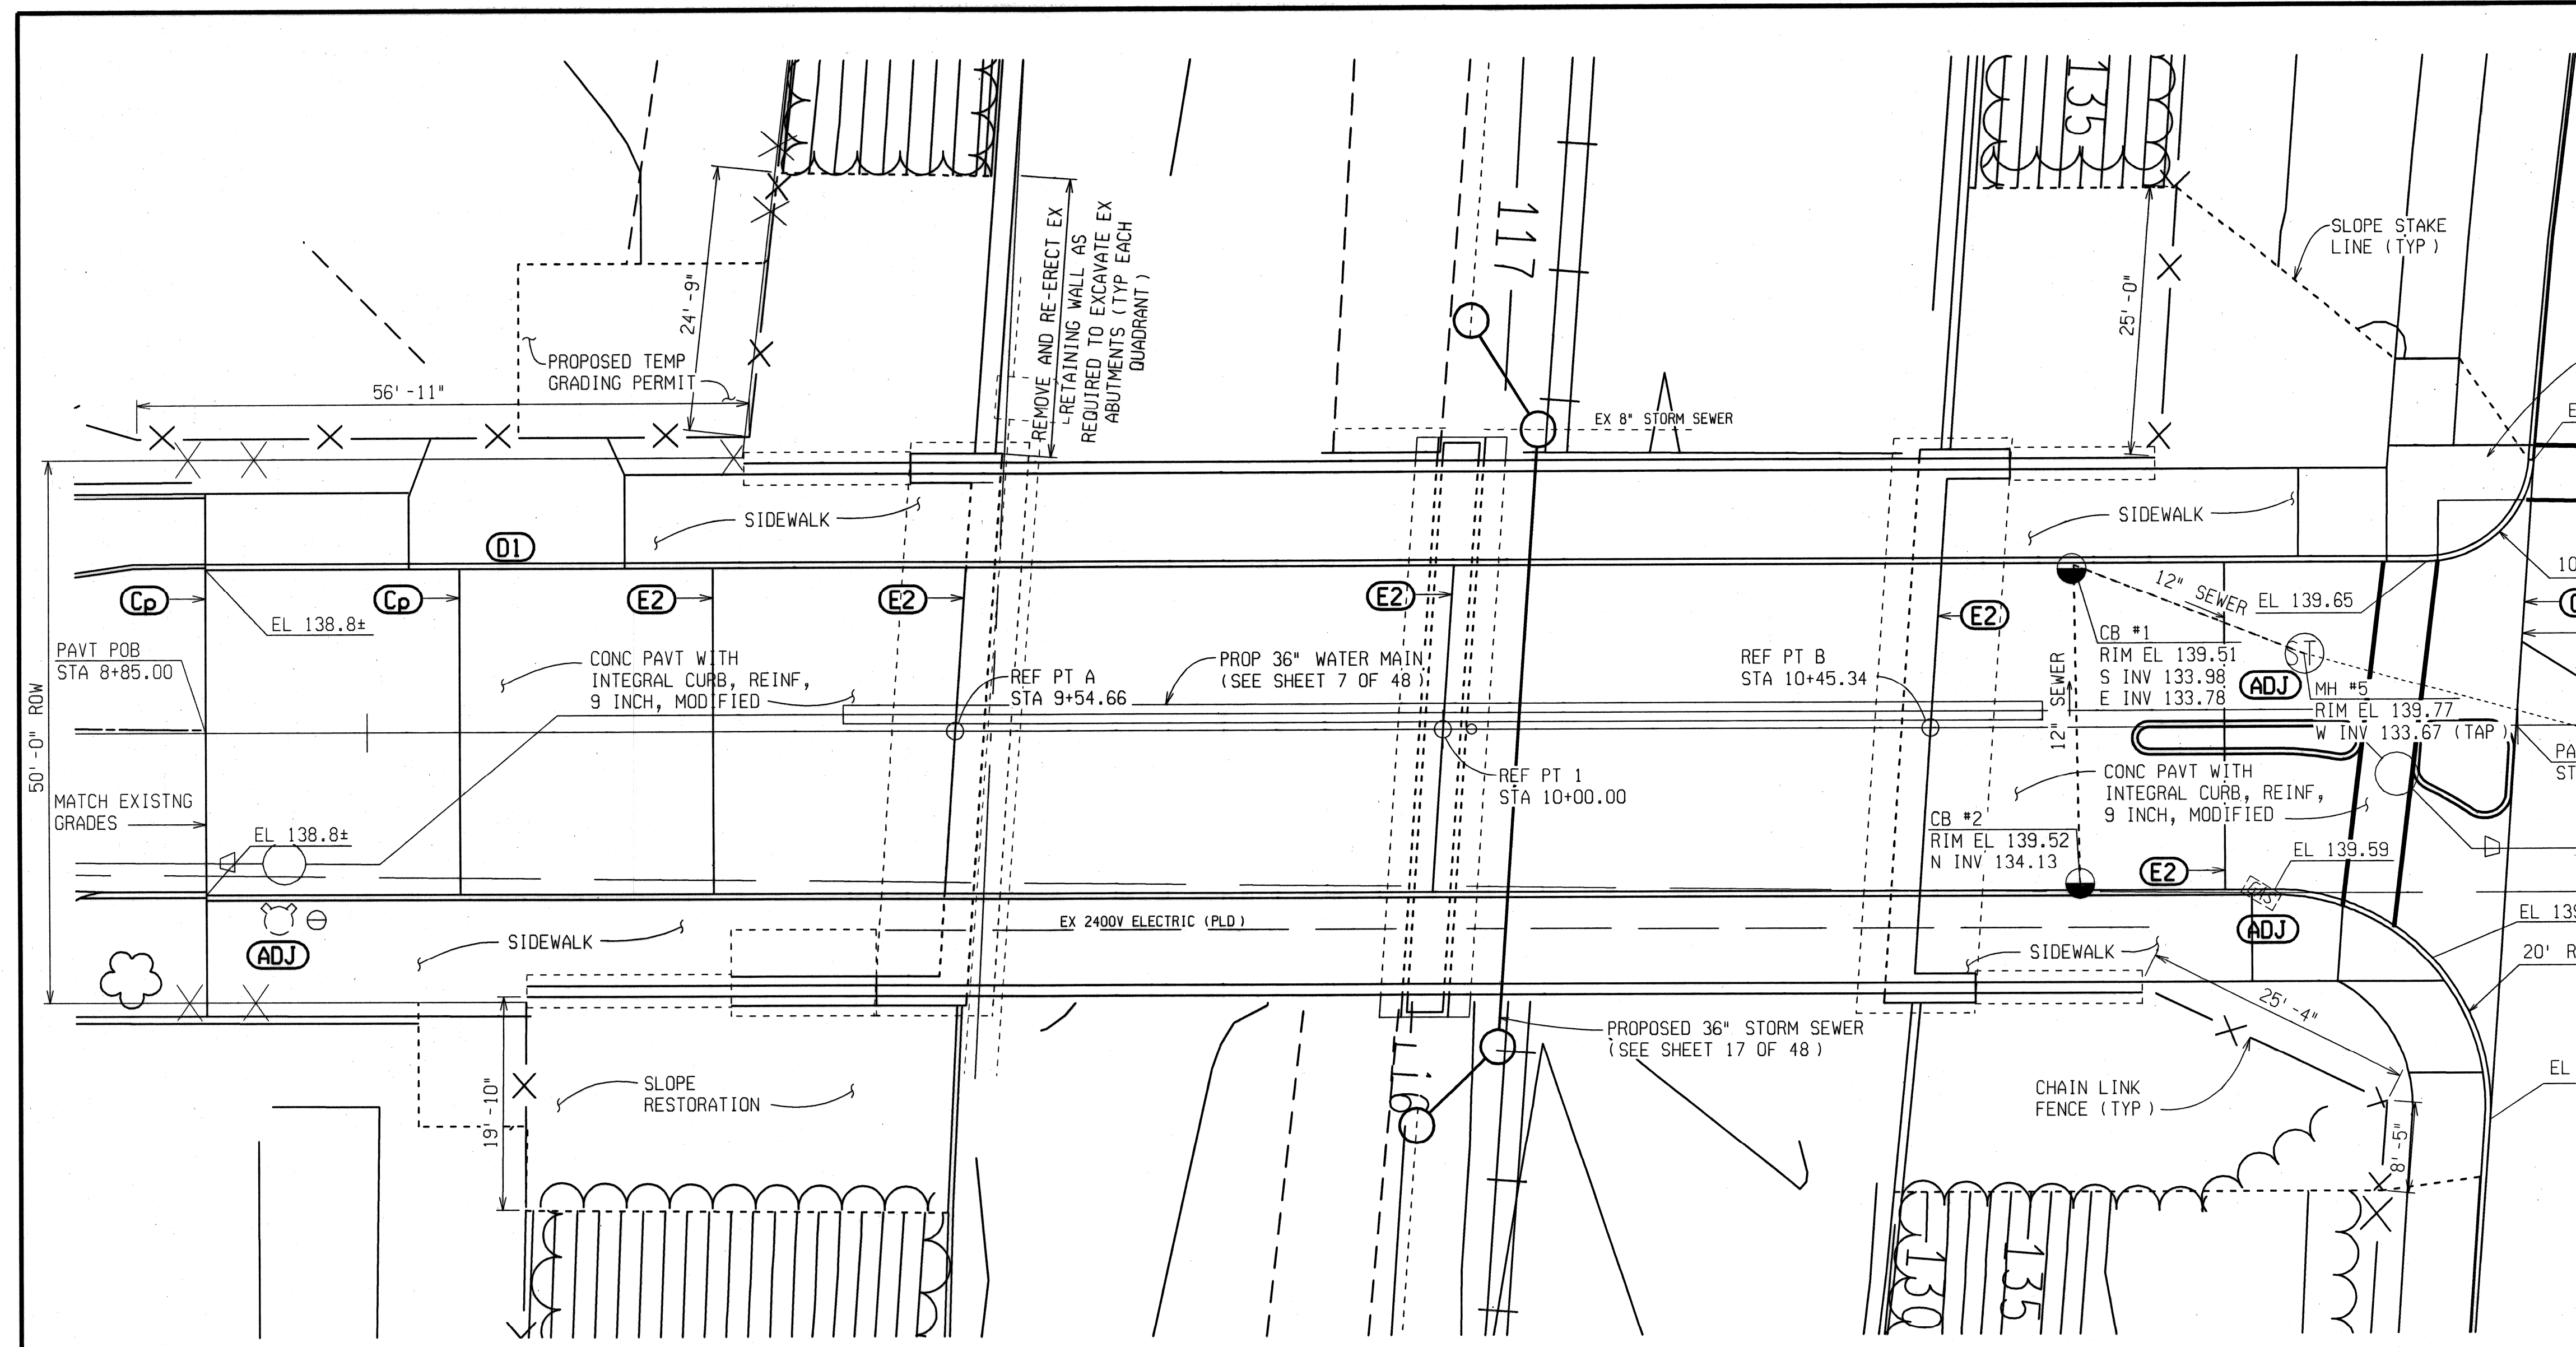 135
117
SLOPE STAKE
LINE (TYP)
REMOVE AND RE-ERECT EX
RETAINING WALL AS
REQUIRED TO EXCAVATE EX
ABUTMENTS (TYP EACH
QUADRANT)
24'-9"
25'-0"
PROPOSED TEMP
GRADING PERMIT
56'-11"
EX 8" STORM SEWER
SIDEWALK
SIDEWALK
D1
Cp
Cp
E2
E2
E2
E2
12" SEWER
EL 139.65
10
EL 138.8±
CB #1
RIM EL 139.51
S INV 133.98
E INV 133.78
ST
ADJ
MH #5
RIM EL 139.77
W INV 133.67 (TAP)
PAVT POB
STA 8+85.00
CONC PAVT WITH
INTEGRAL CURB, REINF,
9 INCH, MODIFIED
REF PT A
STA 9+54.66
PROP 36" WATER MAIN
(SEE SHEET 7 OF 48)
REF PT B
STA 10+45.34
12" SEWER
50'-0" ROW
REF PT 1
STA 10+00.00
CONC PAVT WITH
INTEGRAL CURB, REINF,
9 INCH, MODIFIED
PA
ST
MATCH EXISTNG
GRADES
EL 138.8±
CB #2
RIM EL 139.52
N INV 134.13
EL 139.59
E2
GAS
ADJ
EL 139
EX 2400V ELECTRIC (PLD)
SIDEWALK
ADJ
SIDEWALK
20' R
25'-4"
PROPOSED 36" STORM SEWER
(SEE SHEET 17 OF 48)
EL
SLOPE
RESTORATION
19'-10"
116
CHAIN LINK
FENCE (TYP)
8'-5"
130
135